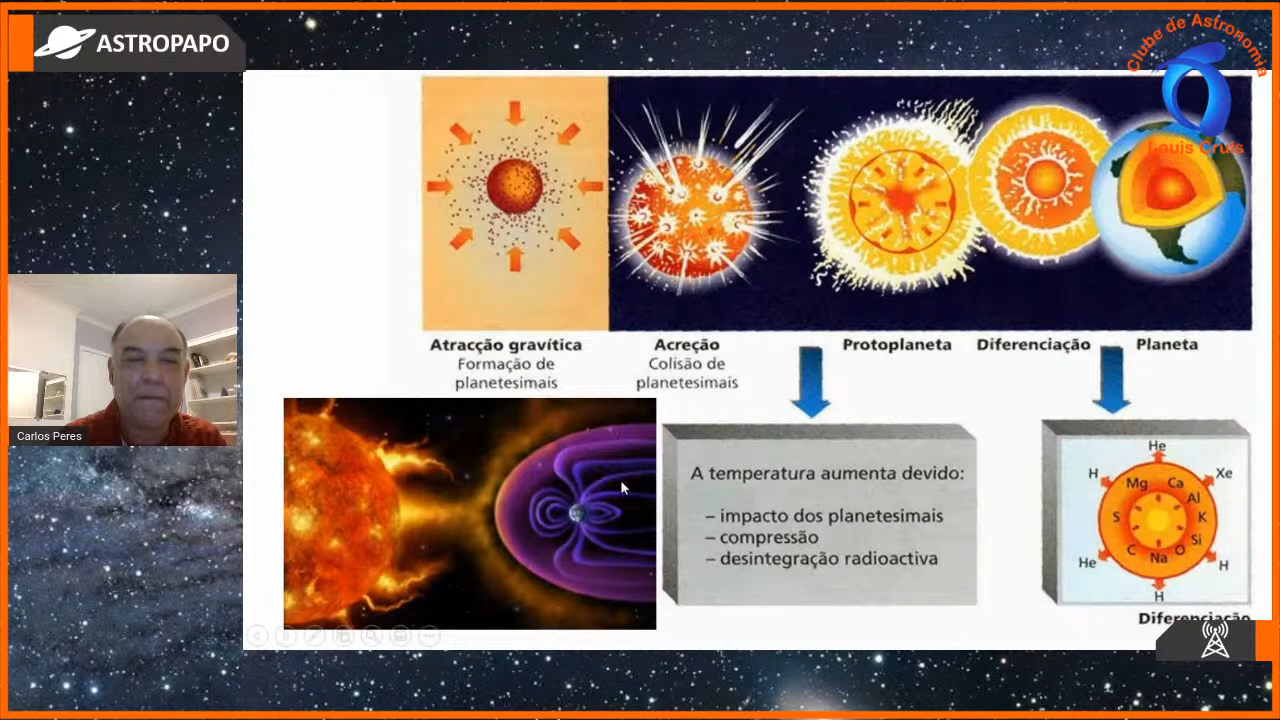 ASTROPAPO
Clube de Astronomia
Louis Cruls
Atracção gravítica
Formação de
planetesimais
Acreção
Colisão de
planetesimais
Protoplaneta
Diferenciação
Planeta
Carlos Peres
A temperatura aumenta devido:
– impacto dos planetesimais
– compressão
– desintegração radioactiva
He
H
Xe
Mg
Ca
Al
S
K
Si
C
O
Na
He
H
H
Diferenciação